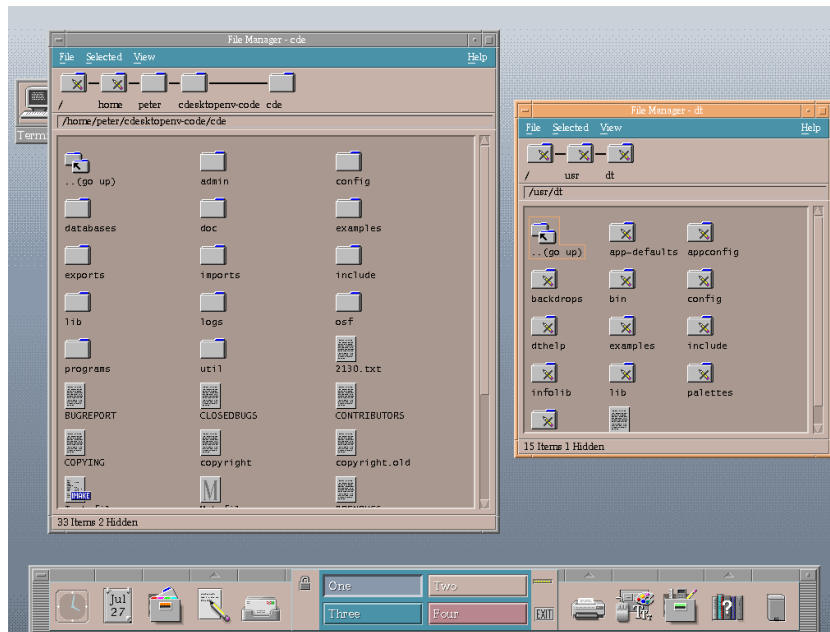 File Manager - cde
File Selected View Help
/ home peter cdesktopenv-code cde
/home/peter/cdesktopenv-code/cde
..(go up) admin config
databases doc examples
exports imports include
lib logs osf
programs util 2130.txt
BUGREPORT CLOSEDBUGS CONTRIBUTORS
COPYING copyright copyright.old
IMAKE M
33 Items 2 Hidden
File Manager - dt
File Selected View Help
/ usr dt
/usr/dt
..(go up) app-defaults appconfig
backdrops bin config
dthelp examples include
infolib lib palettes
15 Items 1 Hidden
Jul
27
One Two
Three Four
EXIT